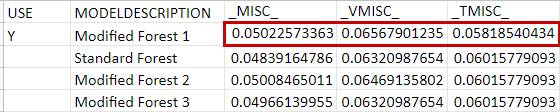 USE MODELDESCRIPTION _MISC_ _VMISC_ _TMISC_
Y Modified Forest 1 0.05022573363 0.06567901235 0.05818540434
Standard Forest 0.04839164786 0.06320987654 0.06015779093
Modified Forest 2 0.05008465011 0.06469135802 0.06015779093
Modified Forest 3 0.04966139955 0.06320987654 0.06015779093